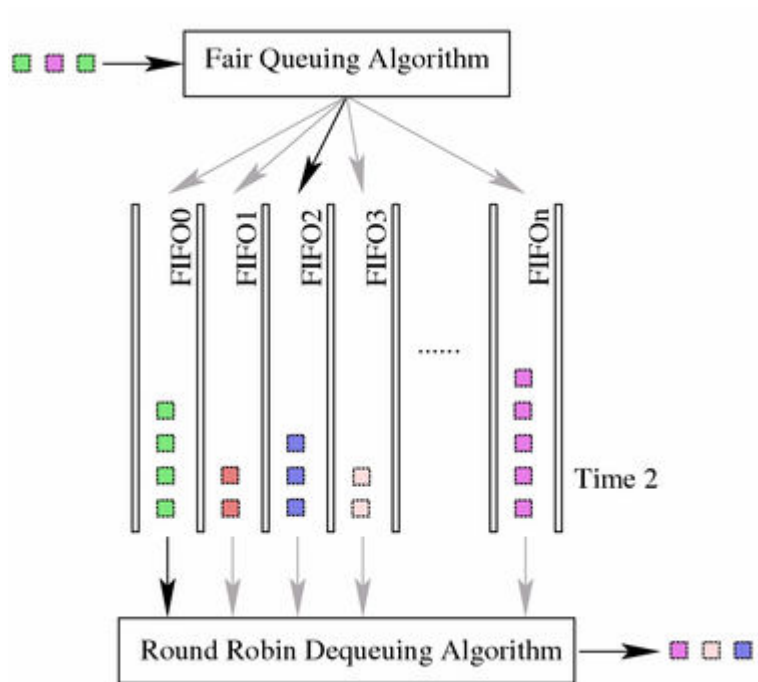 Fair Queuing Algorithm
FIFO0
FIFO1
FIFO2
FIFO3
FIFOn
......
Time 2
Round Robin Dequeuing Algorithm